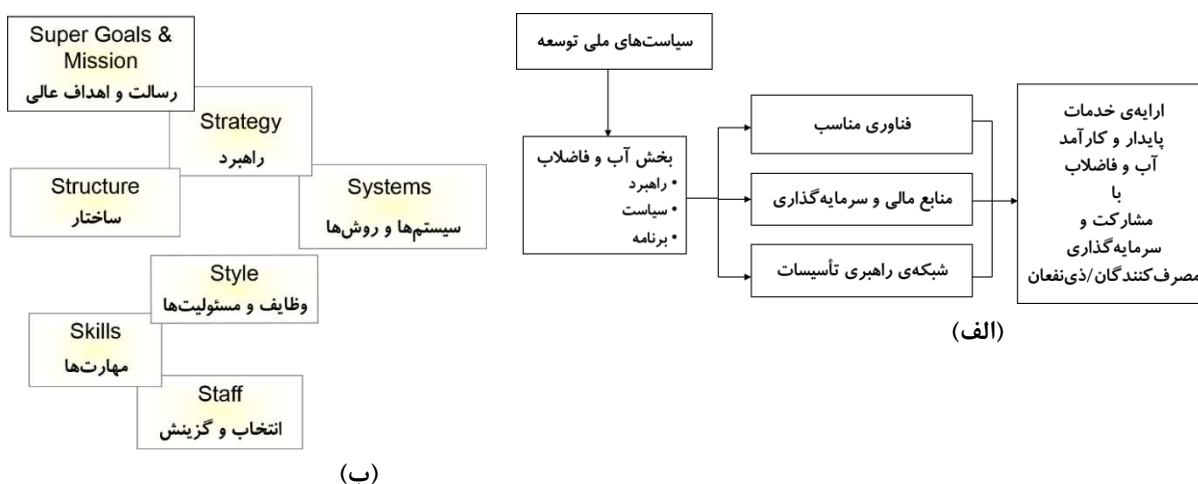 سیاست‌های ملی توسعه
بخش آب و فاضلاب
• راهبرد
• سیاست
• برنامه
فناوری مناسب
منابع مالی و سرمایه‌گذاری
شبکه‌ی راهبری تأسیسات
ارایه‌ی خدمات
پایدار و کارآمد
آب و فاضلاب
با
مشارکت و
سرمایه‌گذاری
مصرف‌کنندگان/ذی‌نفعان
(الف)
Super Goals &
Mission
رسالت و اهداف عالی
Strategy
راهبرد
Structure
ساختار
Systems
سیستم‌ها و روش‌ها
Style
وظایف و مسئولیت‌ها
Skills
مهارت‌ها
Staff
انتخاب و گزینش
(ب)